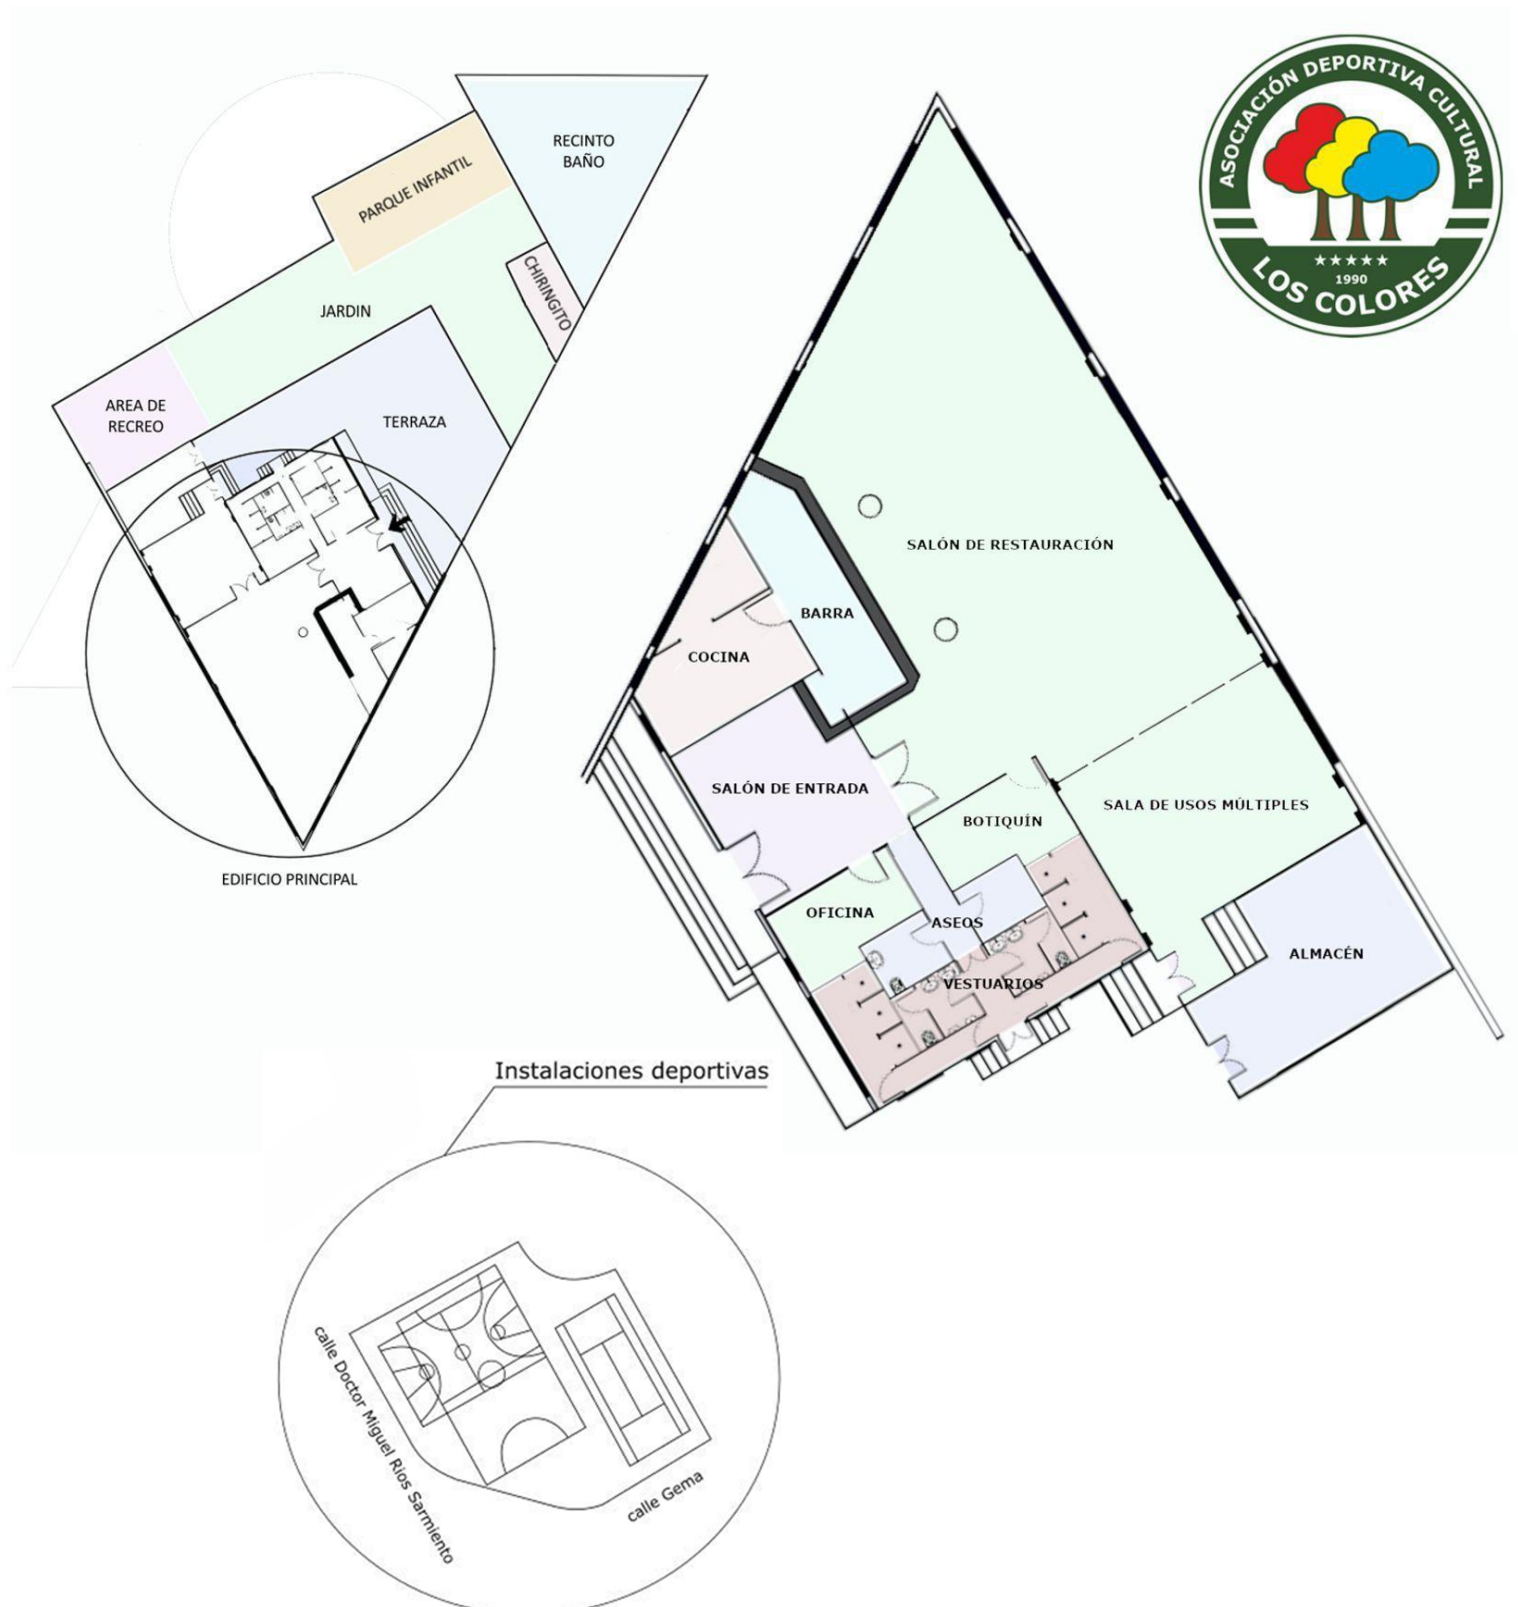 ASOCIACIÓN DEPORTIVA CULTURAL
★★★★★
1990
LOS COLORES
RECINTO
BAÑO
PARQUE INFANTIL
CHIRINGITO
JARDIN
AREA DE
RECREO
TERRAZA
EDIFICIO PRINCIPAL
SALÓN DE RESTAURACIÓN
BARRA
COCINA
SALÓN DE ENTRADA
SALA DE USOS MÚLTIPLES
BOTIQUÍN
OFICINA
ASEOS
ALMACÉN
VESTUARIOS
Instalaciones deportivas
calle Doctor Miguel Rios Sarmiento
calle Gema